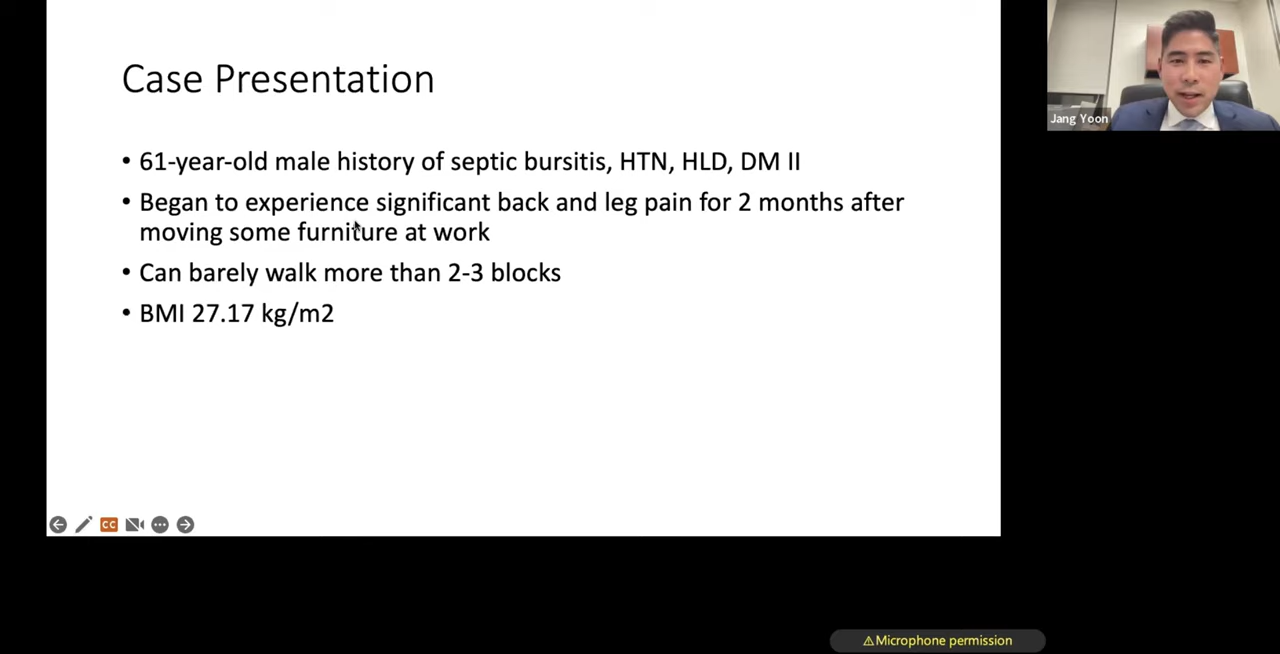 Case Presentation
• 61-year-old male history of septic bursitis, HTN, HLD, DM II
• Began to experience significant back and leg pain for 2 months after
moving some furniture at work
• Can barely walk more than 2-3 blocks
• BMI 27.17 kg/m2
CC
Jang Yoon
⚠Microphone permission